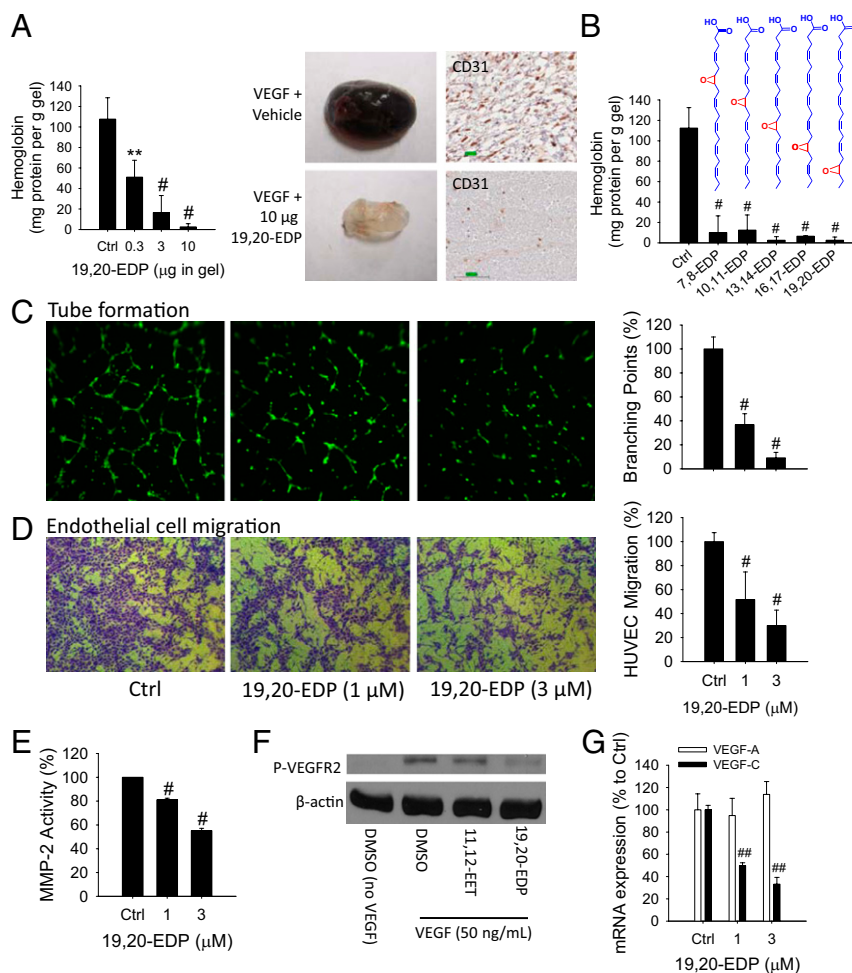 A
Hemoglobin
(mg protein per g gel)
140
120
100
80
60
40
20
0
**
#
#
Ctrl 0.3 3 10
19,20-EDP (μg in gel)
VEGF +
Vehicle
VEGF +
10 μg
19,20-EDP
CD31
CD31
B
HO O
HO O
HO O
HO O
HO
O
O
O
O
O
Hemoglobin
(mg protein per g gel)
140
120
100
80
60
40
20
0
# # # # #
Ctrl
7,8-EDP
10,11-EDP
13,14-EDP
16,17-EDP
19,20-EDP
C Tube formation
Branching Points (%)
120
100
80
60
40
20
0
#
#
D Endothelial cell migration
Ctrl
19,20-EDP (1 μM)
19,20-EDP (3 μM)
HUVEC Migration (%)
120
100
80
60
40
20
0
#
#
Ctrl 1 3
19,20-EDP (μM)
E
MMP-2 Activity (%)
120
100
80
60
40
20
0
#
#
Ctrl 1 3
19,20-EDP (μM)
F
P-VEGFR2
β-actin
DMSO (no VEGF)
DMSO
11,12-EET
19,20-EDP
VEGF (50 ng/mL)
G
VEGF-A
VEGF-C
mRNA expression (% to Ctrl)
140
120
100
80
60
40
20
0
##
##
Ctrl 1 3
19,20-EDP (μM)